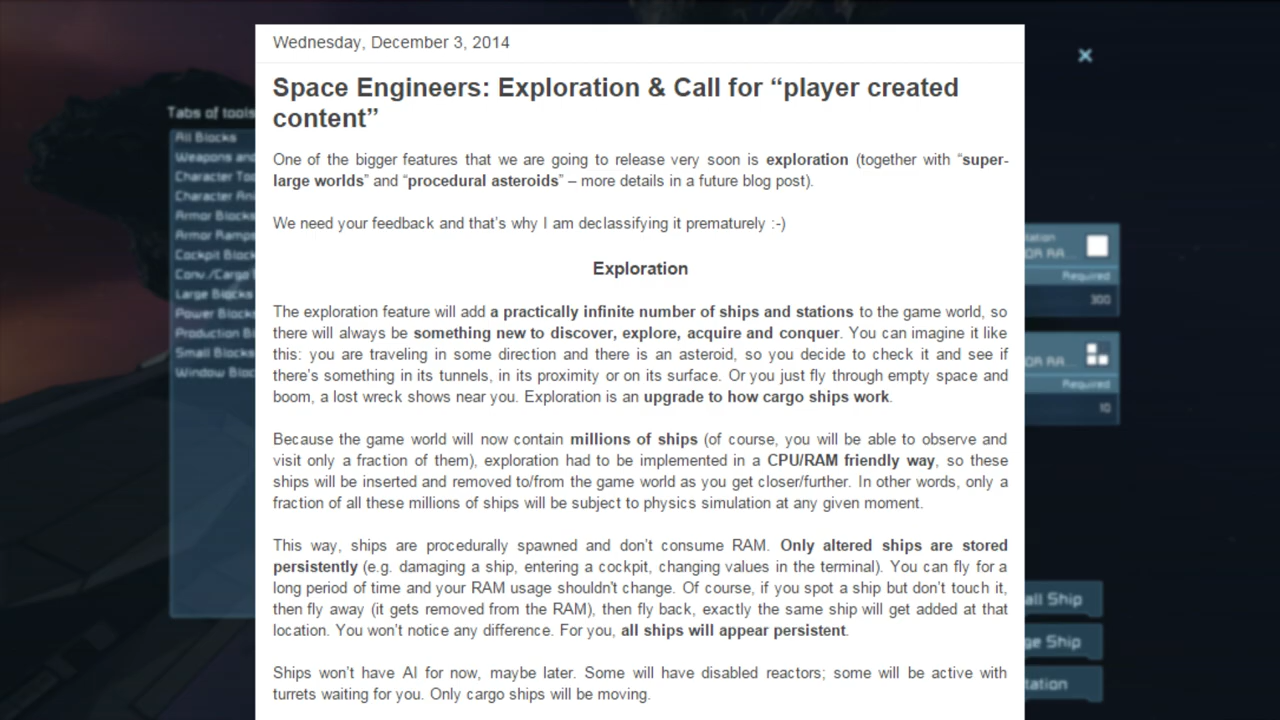 Wednesday, December 3, 2014
Space Engineers: Exploration & Call for “player created
content”
One of the bigger features that we are going to release very soon is exploration (together with “super-
large worlds” and “procedural asteroids” – more details in a future blog post).
We need your feedback and that’s why I am declassifying it prematurely :-)
Exploration
The exploration feature will add a practically infinite number of ships and stations to the game world, so
there will always be something new to discover, explore, acquire and conquer. You can imagine it like
this: you are traveling in some direction and there is an asteroid, so you decide to check it and see if
there’s something in its tunnels, in its proximity or on its surface. Or you just fly through empty space and
boom, a lost wreck shows near you. Exploration is an upgrade to how cargo ships work.
Because the game world will now contain millions of ships (of course, you will be able to observe and
visit only a fraction of them), exploration had to be implemented in a CPU/RAM friendly way, so these
ships will be inserted and removed to/from the game world as you get closer/further. In other words, only a
fraction of all these millions of ships will be subject to physics simulation at any given moment.
This way, ships are procedurally spawned and don’t consume RAM. Only altered ships are stored
persistently (e.g. damaging a ship, entering a cockpit, changing values in the terminal). You can fly for a
long period of time and your RAM usage shouldn't change. Of course, if you spot a ship but don’t touch it,
then fly away (it gets removed from the RAM), then fly back, exactly the same ship will get added at that
location. You won’t notice any difference. For you, all ships will appear persistent.
Ships won’t have AI for now, maybe later. Some will have disabled reactors; some will be active with
turrets waiting for you. Only cargo ships will be moving.
Tabs of tools
All Blocks
Weapons and
Character Too
Character Ani
Armor Blocks
Armor Ramps
Cockpit Block
Conv./Cargo
Large Blocks
Power Blocks
Production Bl
Small Blocks
Window Bloc
Required
300
Required
10
all Ship
ge Ship
tation